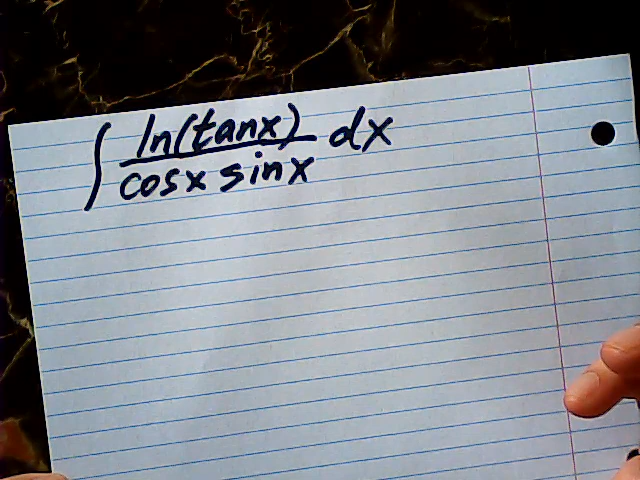 ∫ ln(tanx) / cosx sinx dx